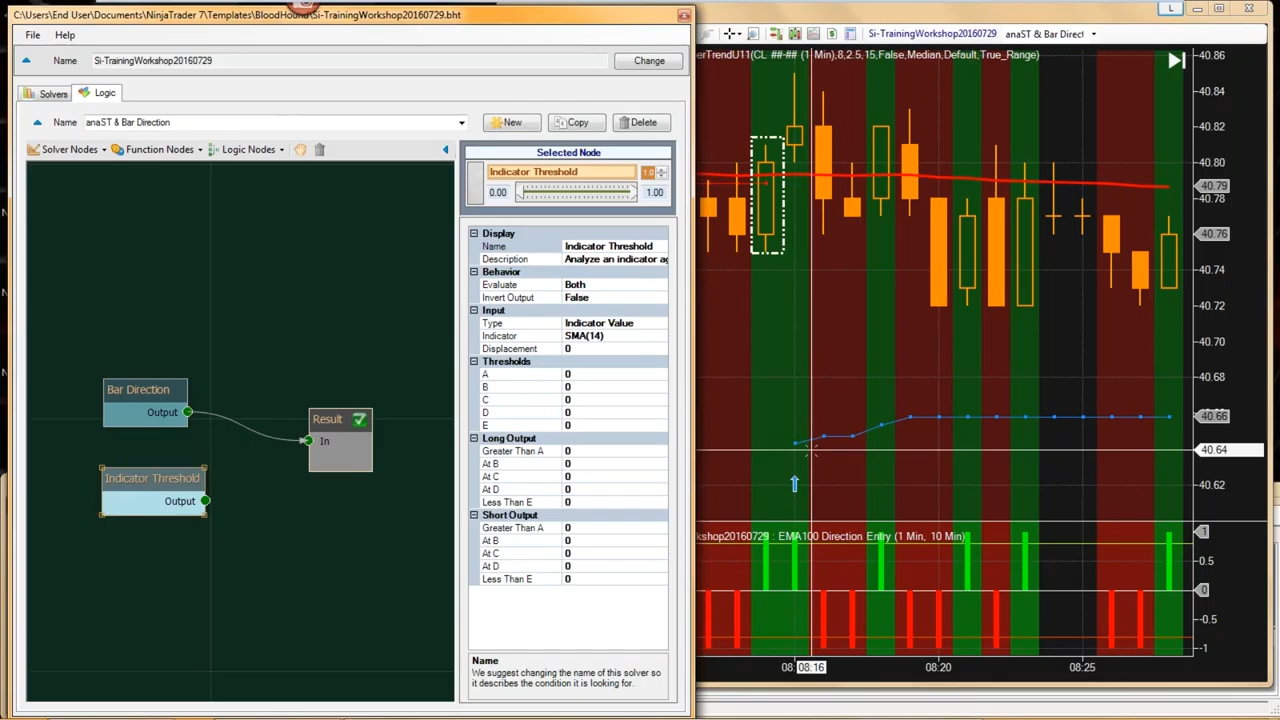 C:\Users\End User\Documents\NinjaTrader 7\Templates\BloodHound\Si-TrainingWorkshop20160729.bht
File Help
Name Si-TrainingWorkshop20160729 Change
Solvers Logic
Name anaST & Bar Direction New Copy Delete
Solver Nodes Function Nodes Logic Nodes
Bar Direction
Output
Result
In
Indicator Threshold
Output
Selected Node
Indicator Threshold 1.0
0.00 1.00
Display
Name Indicator Threshold
Description Analyze an indicator ag
Behavior
Evaluate Both
Invert Output False
Input
Type Indicator Value
Indicator SMA(14)
Displacement 0
Thresholds
A 0
B 0
C 0
D 0
E 0
Long Output
Greater Than A 0
At B 0
At C 0
At D 0
Less Than E 0
Short Output
Greater Than A 0
At B 0
At C 0
At D 0
Less Than E 0
Name
We suggest changing the name of this solver so
it describes the condition it is looking for.
L
Si-TrainingWorkshop20160729 anaST & Bar Direct
erTrendU11(CL ##-## (1 Min),8,2.5,15,False,Median,Default,True_Range)
40.86
40.84
40.82
40.80
40.79
40.78
40.76
40.74
40.72
40.70
40.68
40.66
40.64
40.62
kshop20160729 : EMA100 Direction Entry (1 Min, 10 Min)
1
0.5
0
-0.5
-1
08: 08:16 08:20 08:25